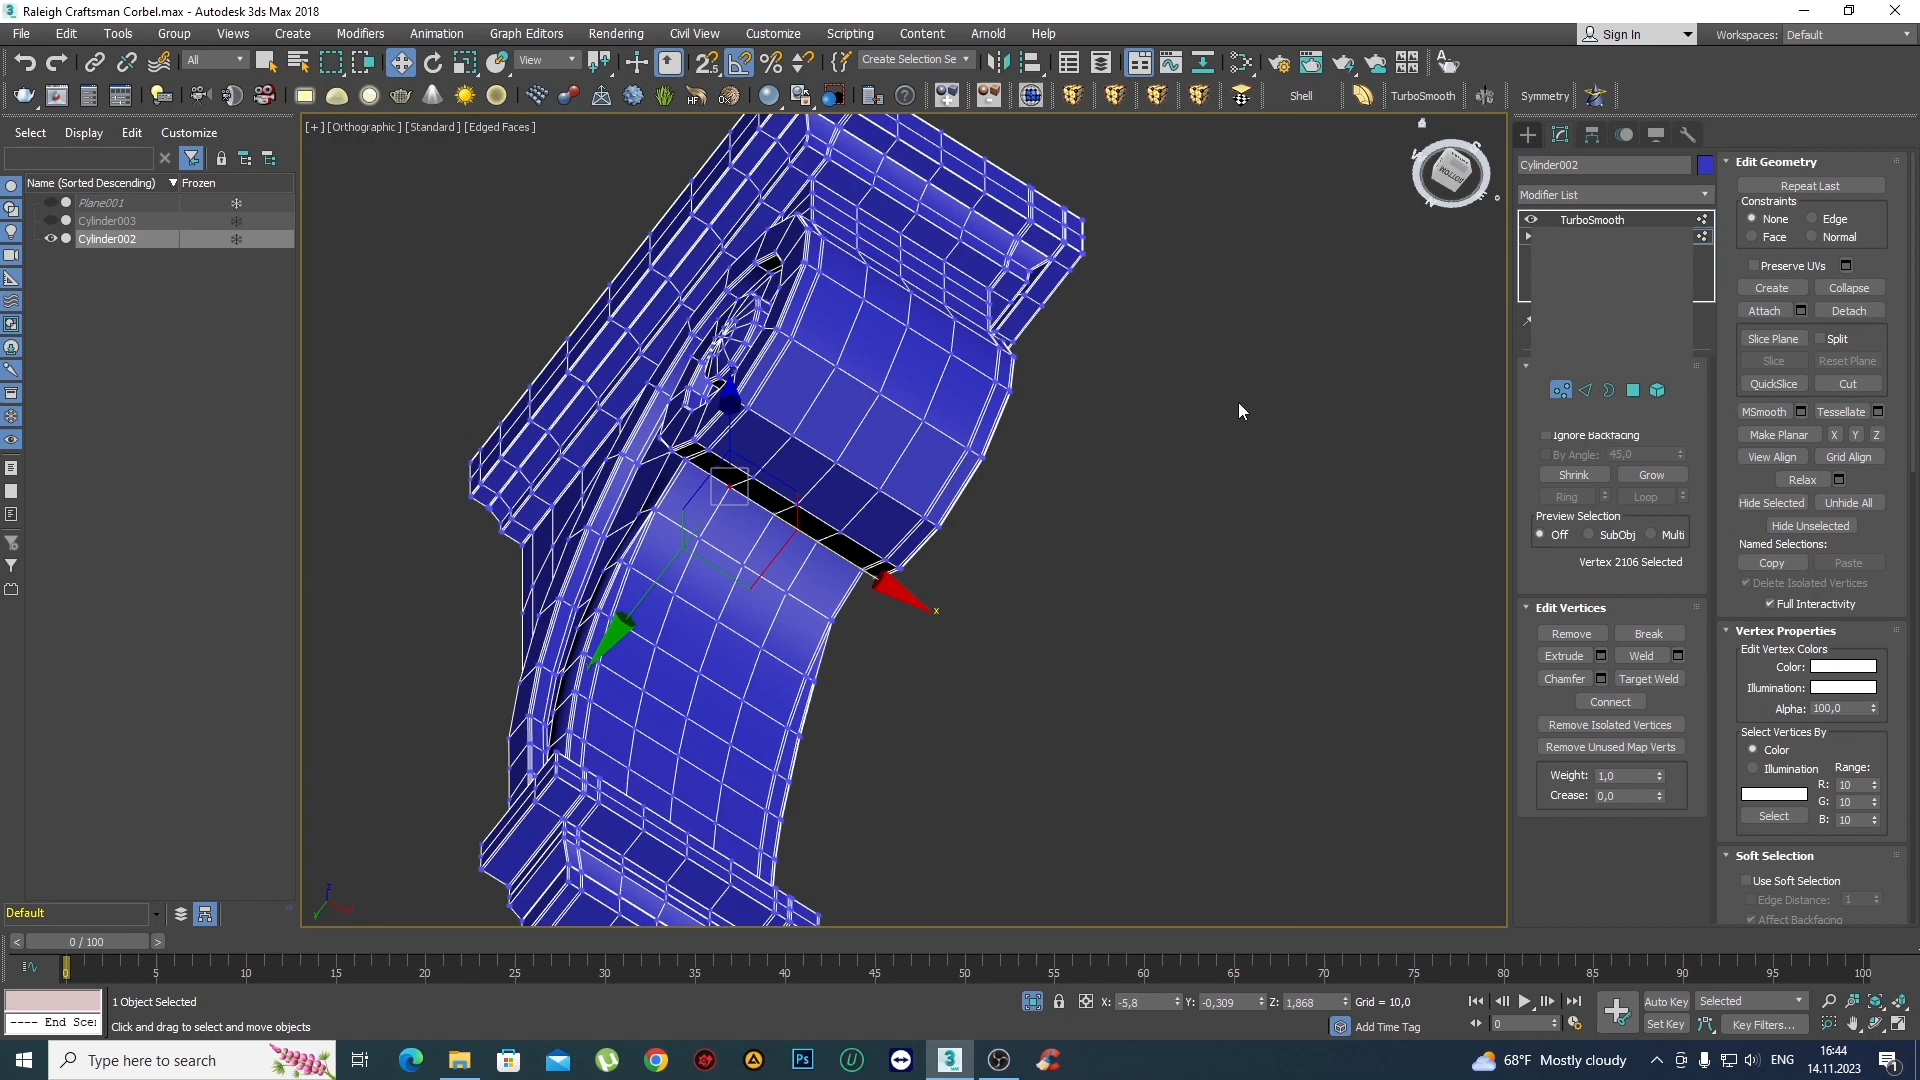 Raleigh Craftsman Corbel.max - Autodesk 3ds Max 2018
File Edit Tools Group Views Create Modifiers Animation Graph Editors Rendering Civil View Customize Scripting Content Arnold Help
Sign In Workspaces: Default
All View Create Selection Se
Shell TurboSmooth Symmetry
Select Display Edit Customize
[+] [Orthographic] [Standard] [Edged Faces]
Name (Sorted Descending) Frozen
Plane001
Cylinder003
Cylinder002
Cylinder002
Modifier List
TurboSmooth
Ignore Backfacing
By Angle: 45,0
Shrink Grow
Ring Loop
Preview Selection
Off SubObj Multi
Vertex 2106 Selected
Edit Vertices
Remove Break
Extrude Weld
Chamfer Target Weld
Connect
Remove Isolated Vertices
Remove Unused Map Verts
Weight: 1,0
Crease: 0,0
Edit Geometry
Repeat Last
Constraints
None Edge
Face Normal
Preserve UVs
Create Collapse
Attach Detach
Slice Plane Split
Slice Reset Plane
QuickSlice Cut
MSmooth Tessellate
Make Planar X Y Z
View Align Grid Align
Relax
Hide Selected Unhide All
Hide Unselected
Named Selections:
Copy Paste
Delete Isolated Vertices
Full Interactivity
Vertex Properties
Edit Vertex Colors
Color:
Illumination:
Alpha: 100,0
Select Vertices By
Color
Illumination Range:
R: 10
G: 10
B: 10
Select
Soft Selection
Use Soft Selection
Edge Distance: 1
Affect Backfacing
BOTTOM
x
z
Default
< 0 / 100 >
0 5 10 15 20 25 30 35 40 45 50 55 60 65 70 75 80 85 90 95 100
1 Object Selected
X: -5,8 Y: -0,309 Z: 1,868 Grid = 10,0
Auto Key Selected
---- End Sce
Click and drag to select and move objects
Add Time Tag
0
Set Key Key Filters...
Type here to search
68°F Mostly cloudy
ENG
16:44
14.11.2023
1